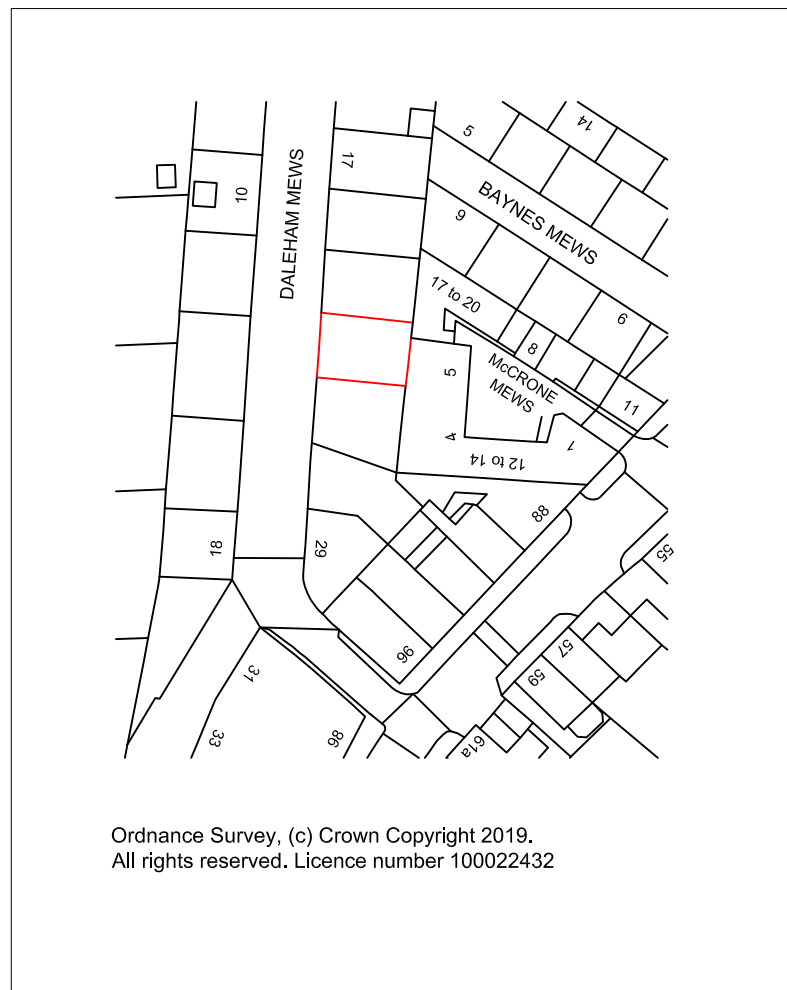 14
5
17
BAYNES MEWS
10
DALEHAM MEWS
9
17 to 20
6
8
McCRONE
MEWS
5
11
4
12 to 14
1
88
18
29
55
57
96
59
31
33
86
61a
Ordnance Survey, (c) Crown Copyright 2019.
All rights reserved. Licence number 100022432